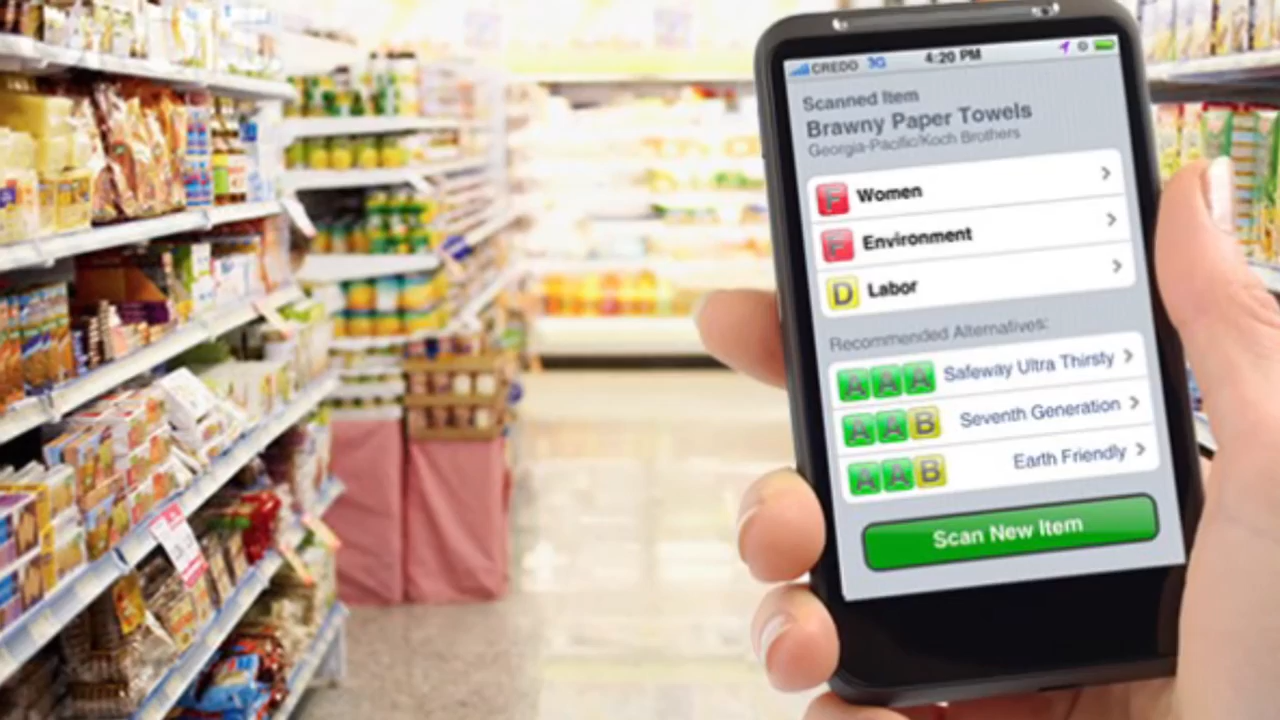 CREDO 3G 4:20 PM
Scanned Item
Brawny Paper Towels
Georgia-Pacific/Koch Brothers
F Women
F Environment
D Labor
Recommended Alternatives:
A A A Safeway Ultra Thirsty
A A B Seventh Generation
A A B Earth Friendly
Scan New Item